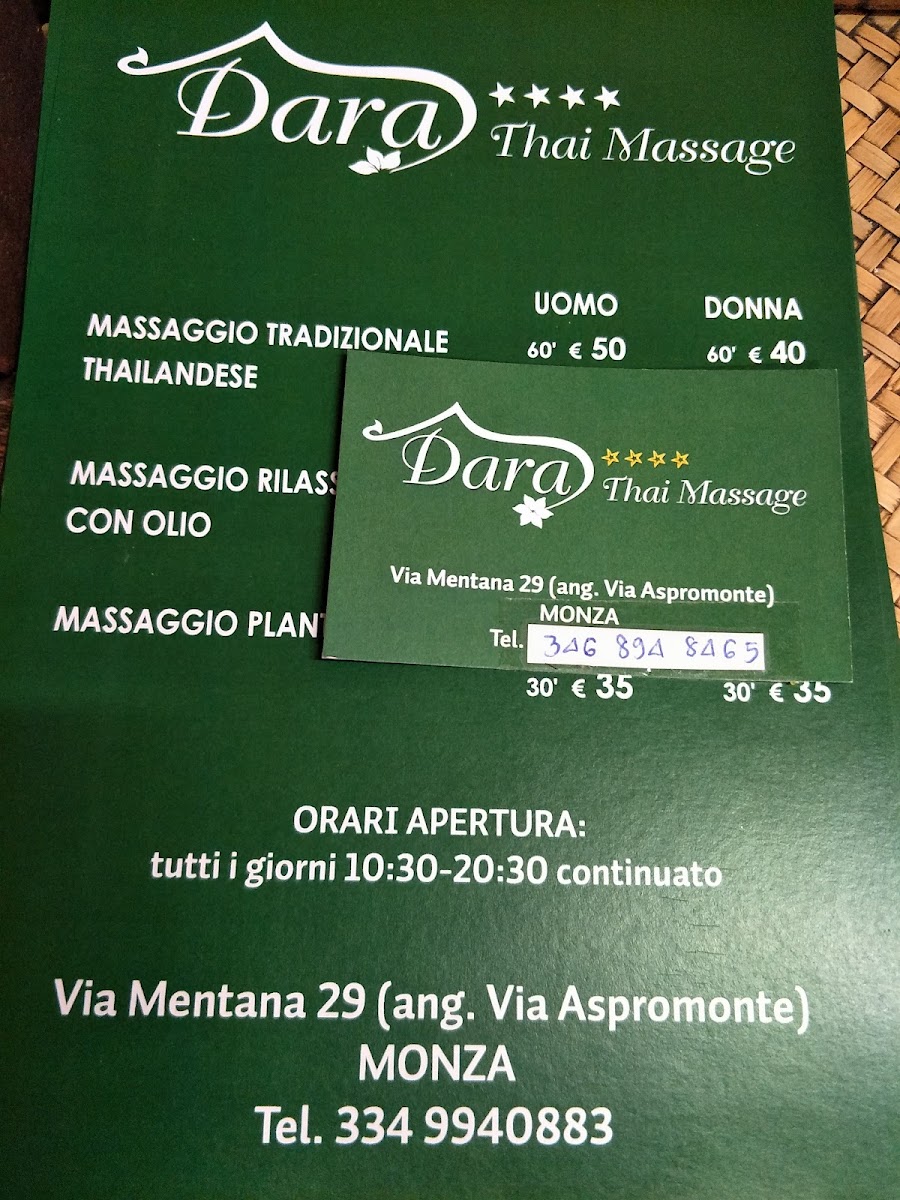 Dara
Thai Massage
UOMO DONNA
MASSAGGIO TRADIZIONALE
THAILANDESE
60' € 50 60' € 40
MASSAGGIO RILASS
CON OLIO
MASSAGGIO PLANT
Dara
Thai Massage
Via Mentana 29 (ang. Via Aspromonte)
MONZA
Tel. 346 894 8465
30' € 35 30' € 35
ORARI APERTURA:
tutti i giorni 10:30-20:30 continuato
Via Mentana 29 (ang. Via Aspromonte)
MONZA
Tel. 334 9940883